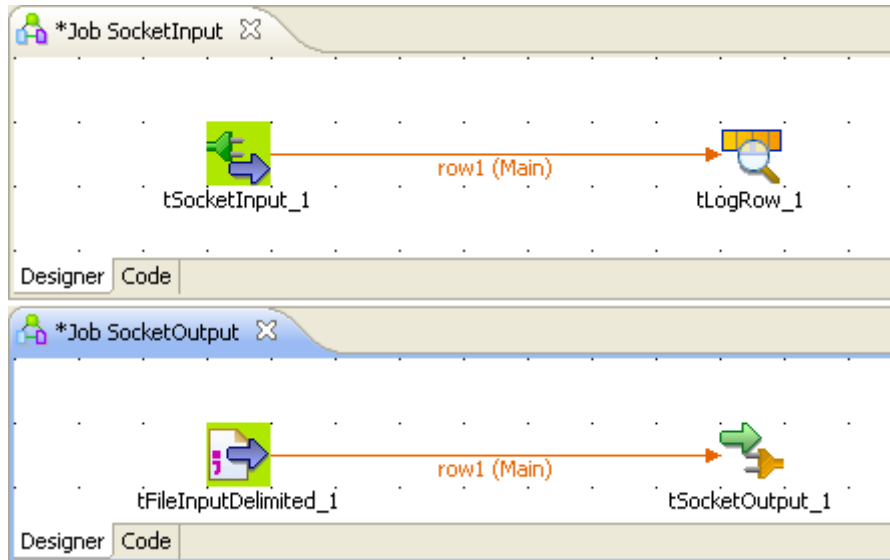 *Job SocketInput
row1 (Main)
tSocketInput_1
tLogRow_1
Designer Code
*Job SocketOutput
row1 (Main)
tFileInputDelimited_1
tSocketOutput_1
Designer Code